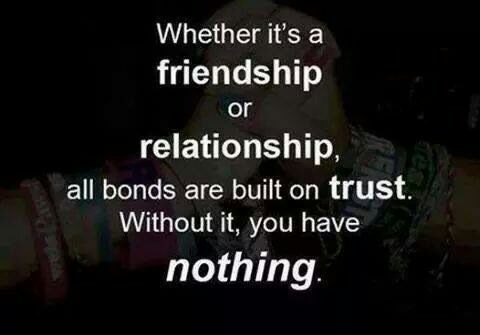 Whether it's a
friendship
or
relationship,
all bonds are built on trust.
Without it, you have
nothing.